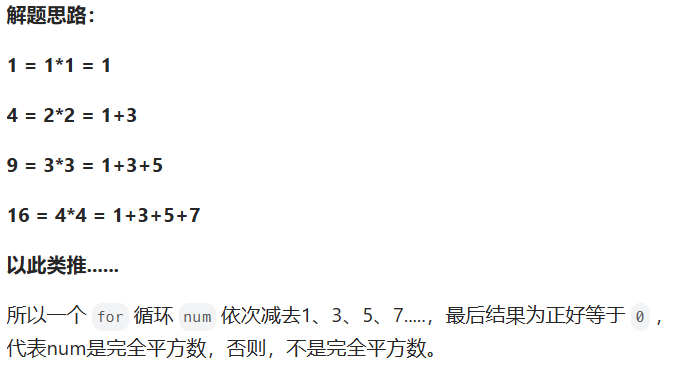 解题思路：
1 = 1*1 = 1
4 = 2*2 = 1+3
9 = 3*3 = 1+3+5
16 = 4*4 = 1+3+5+7
以此类推......
所以一个 for 循环 num 依次减去1、3、5、7.....，最后结果为正好等于 0 ，
代表num是完全平方数，否则，不是完全平方数。